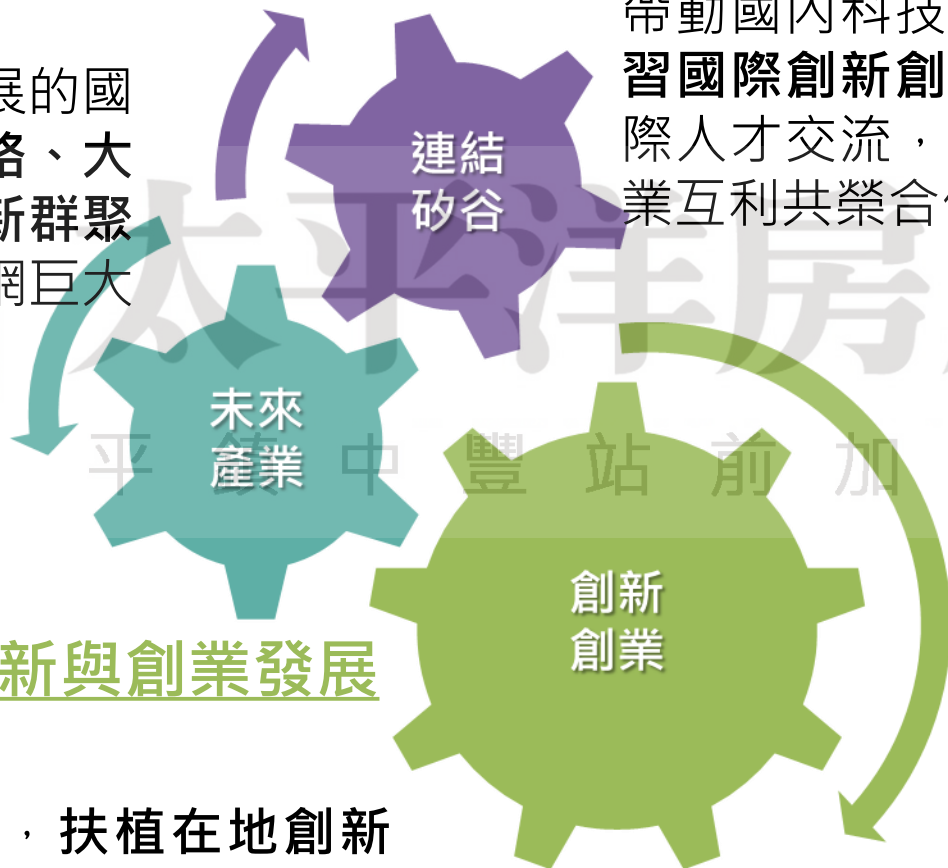 帶動國內科技
習國際創新創
際人才交流，
業互利共榮合作
展的國
路、大
新群聚
網巨大
連結
矽谷
太平洋房
未來
產業
平鎮中豐站前加
創新
創業
新與創業發展
，扶植在地創新